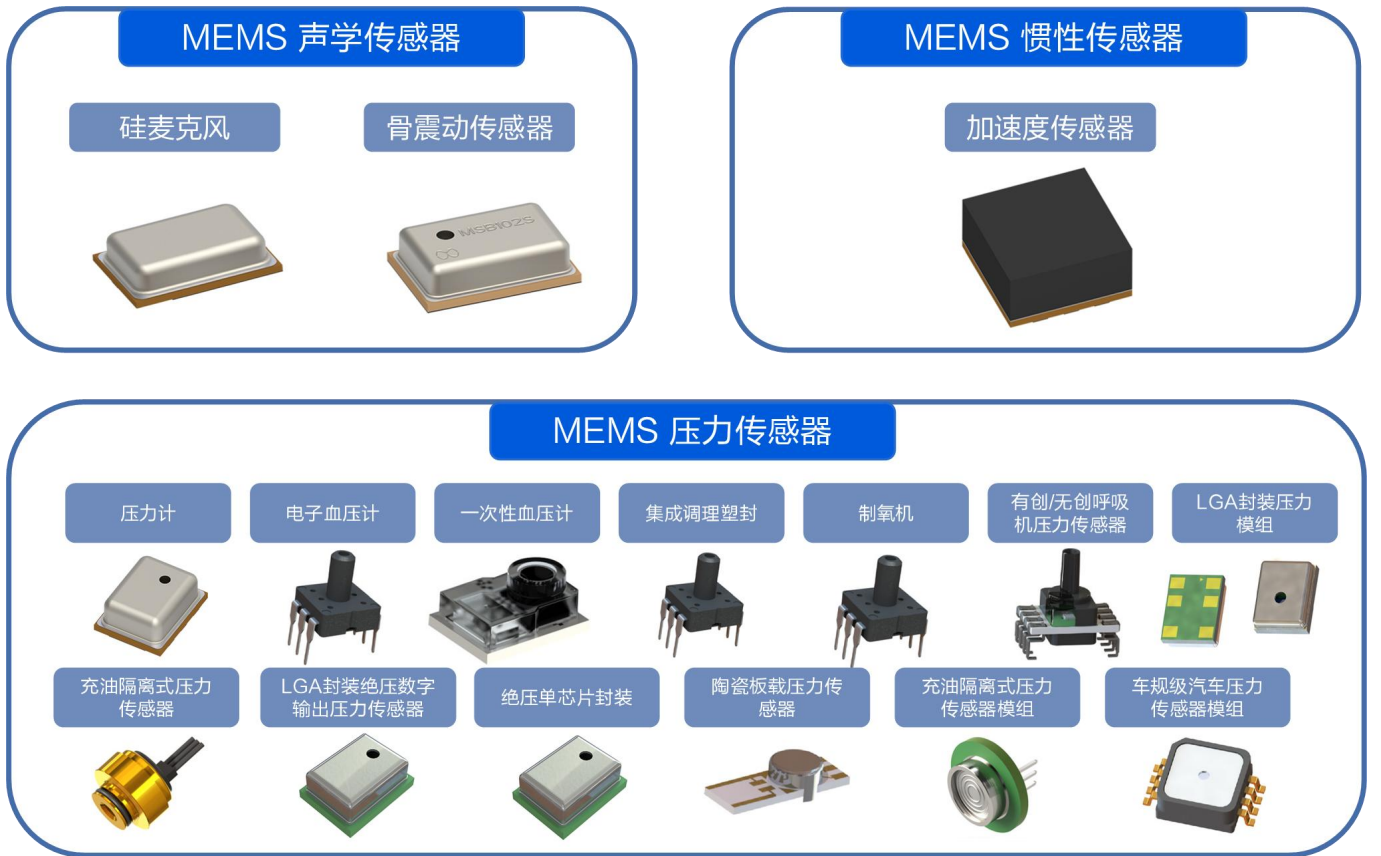 MEMS 声学传感器
MEMS 惯性传感器
硅麦克风
骨震动传感器
加速度传感器
MSB1025
MEMS 压力传感器
压力计
电子血压计
一次性血压计
集成调理塑封
制氧机
有创/无创呼吸
机压力传感器
LGA封装压力
模组
充油隔离式压力
传感器
LGA封装绝压数字
输出压力传感器
绝压单芯片封装
陶瓷板载压力传
感器
充油隔离式压力
传感器模组
车规级汽车压力
传感器模组